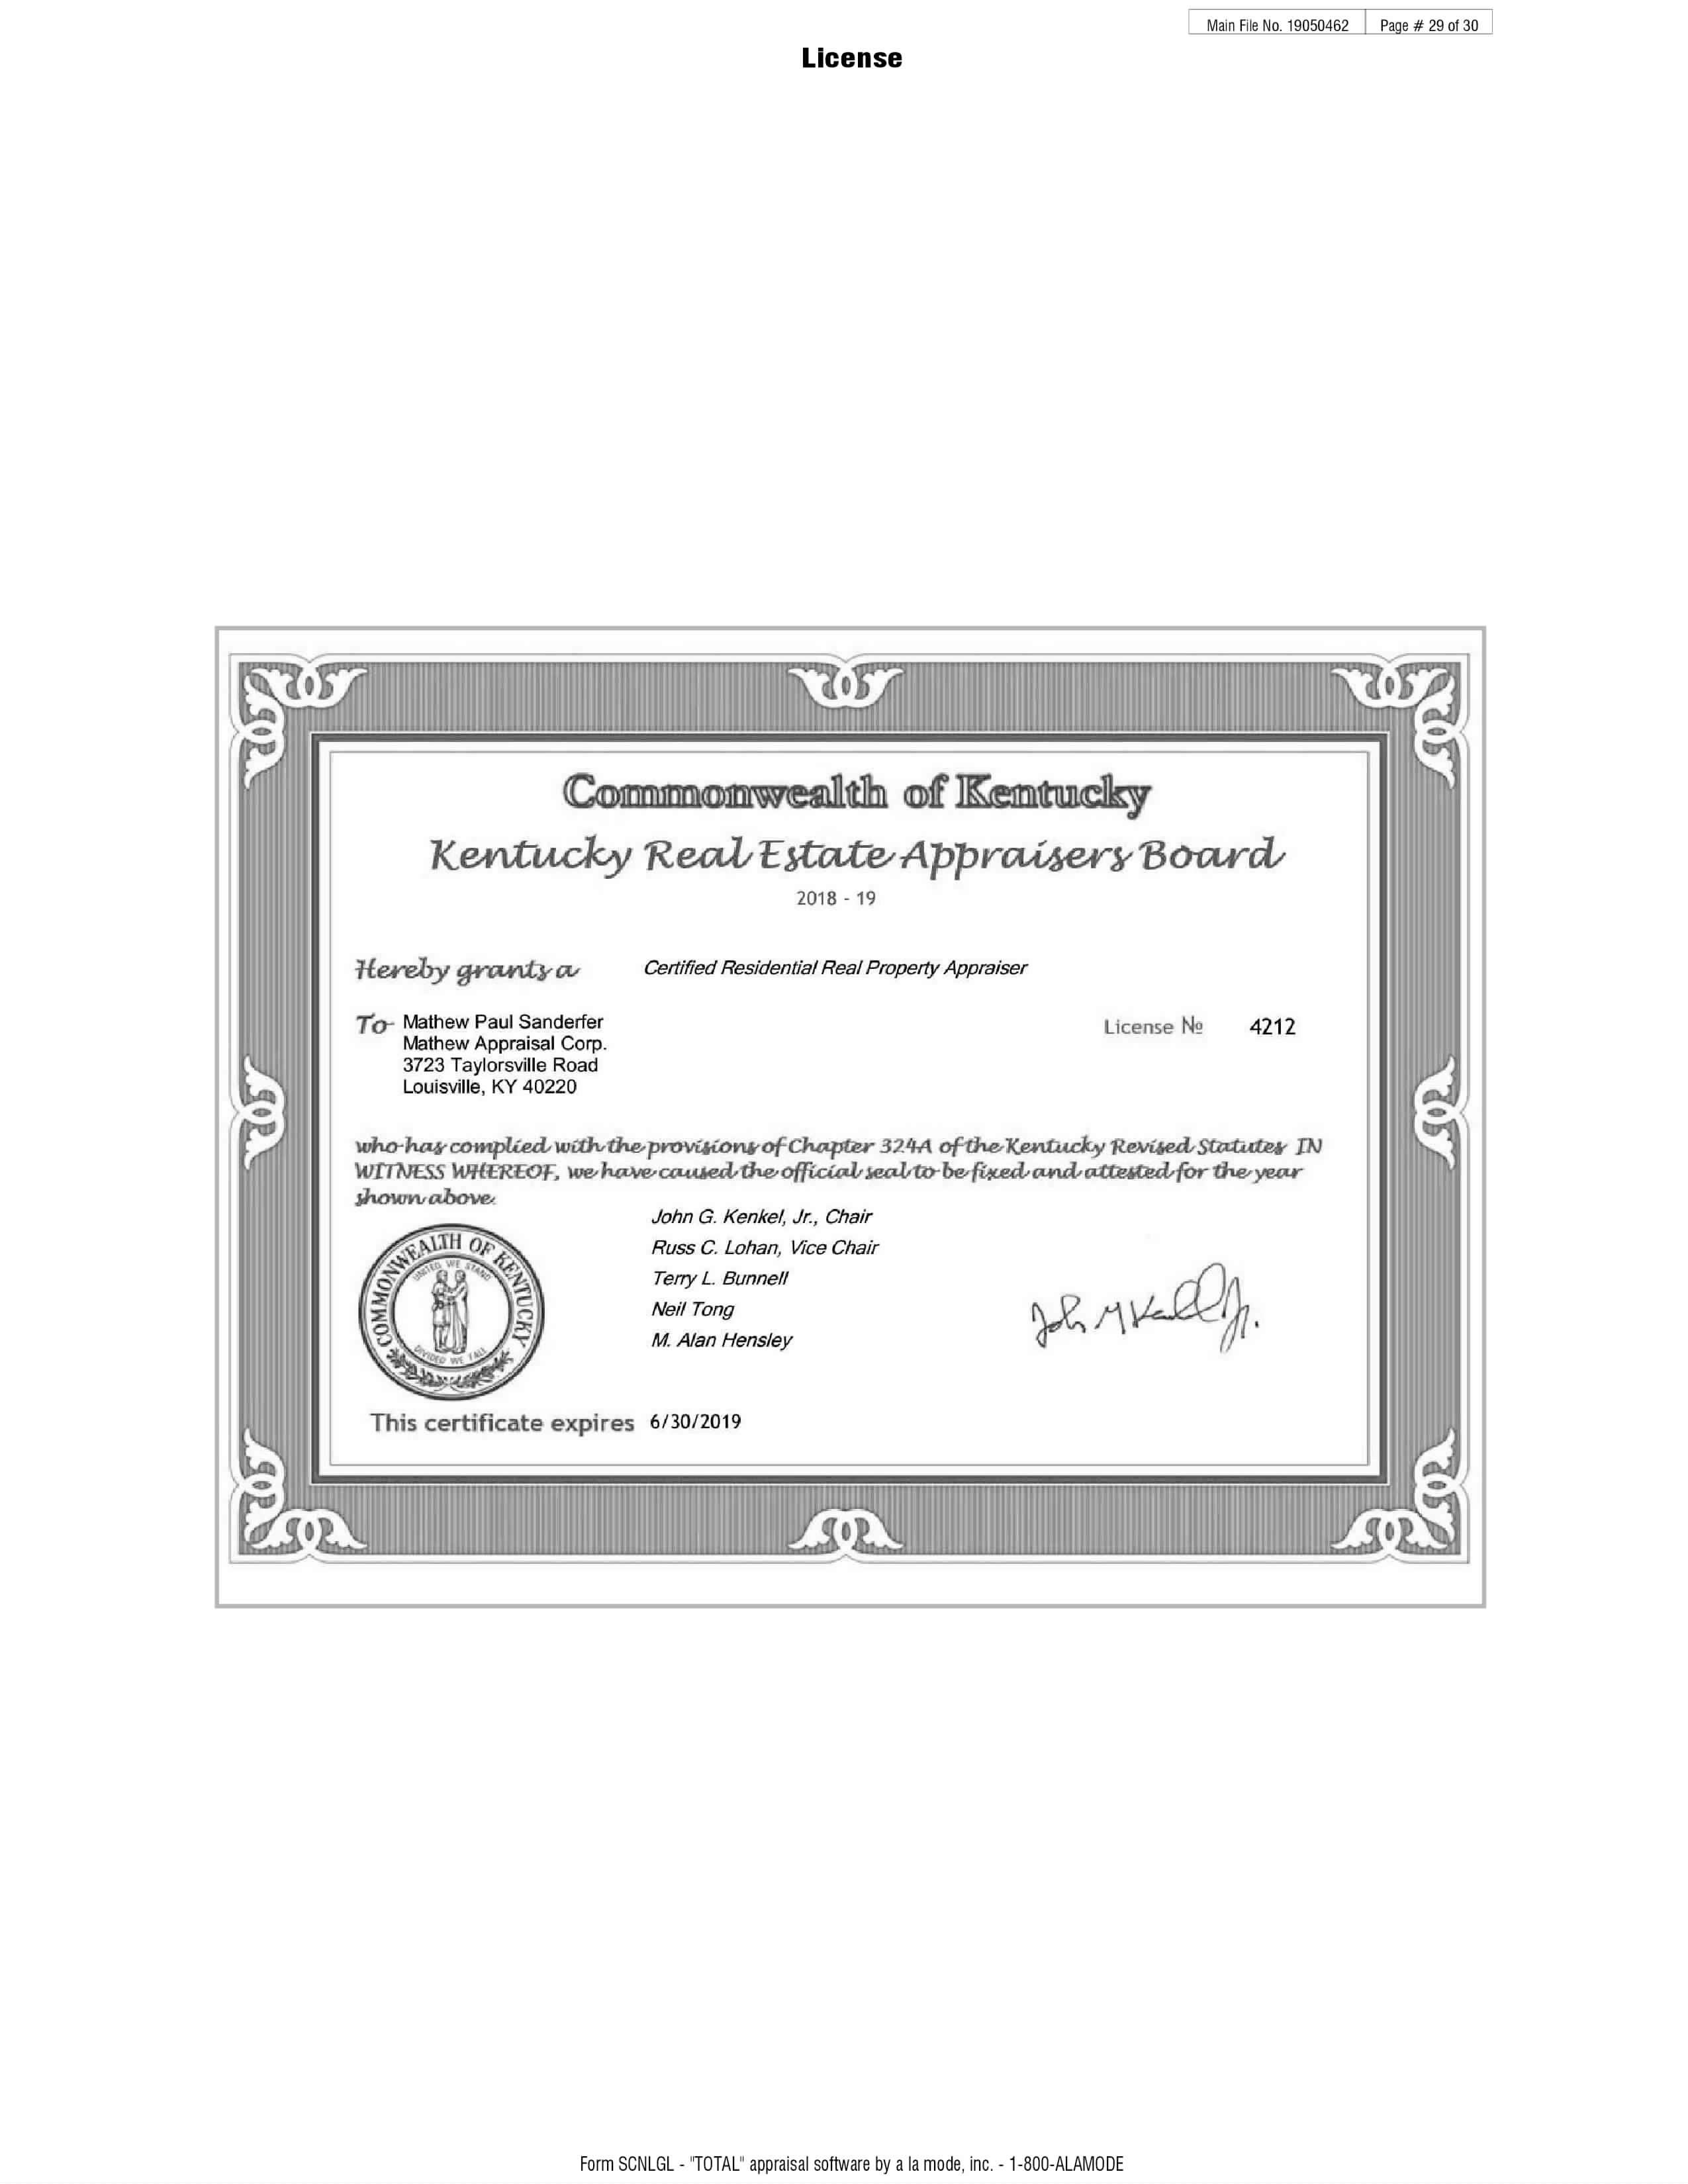 Main File No. 19050462 Page # 29 of 30
License
Commonwealth of Kentucky
Kentucky Real Estate Appraisers Board
2018 - 19
Hereby grants a Certified Residential Real Property Appraiser
To Mathew Paul Sanderfer License № 4212
Mathew Appraisal Corp.
3723 Taylorsville Road
Louisville, KY 40220
who has complied with the provisions of Chapter 324A of the Kentucky Revised Statutes IN
WITNESS WHEREOF, we have caused the official seal to be fixed and attested for the year
shown above.
John G. Kenkel, Jr., Chair
Russ C. Lohan, Vice Chair
Terry L. Bunnell
Neil Tong
M. Alan Hensley
COMMONWEALTH OF KENTUCKY
UNITED WE STAND
DIVIDED WE FALL
This certificate expires 6/30/2019
Form SCNLGL - "TOTAL" appraisal software by a la mode, inc. - 1-800-ALAMODE